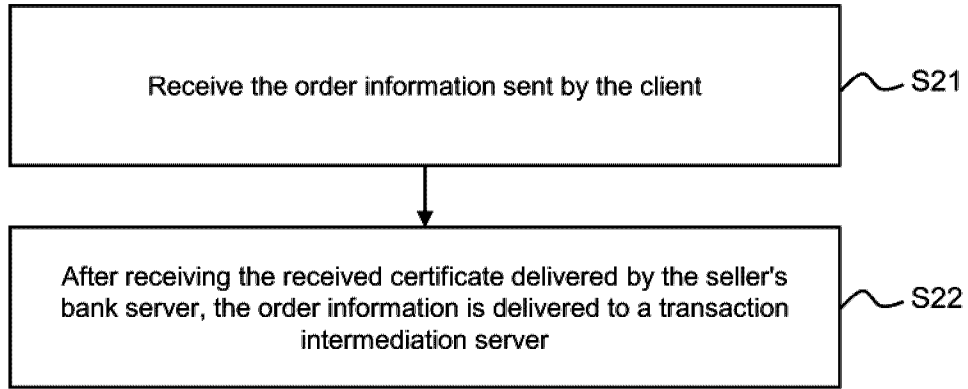 Receive the order information sent by the client
S21
After receiving the received certificate delivered by the seller's
bank server, the order information is delivered to a transaction
intermediation server
S22